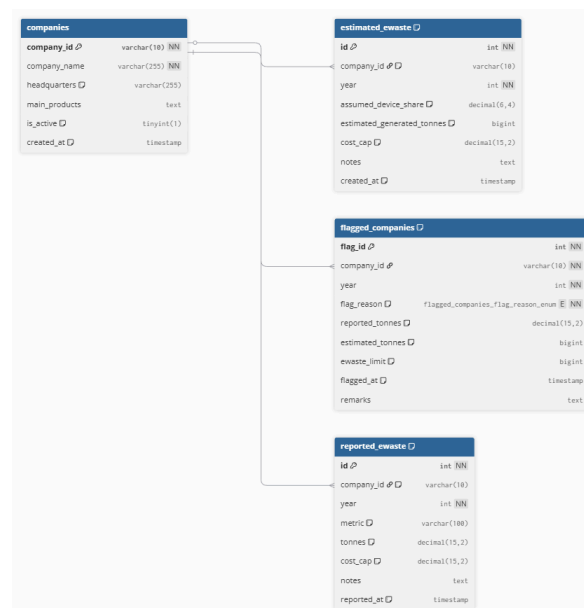 companies
company_id varchar(10) NN
company_name varchar(255) NN
headquarters varchar(255)
main_products text
is_active tinyint(1)
created_at timestamp
estimated_ewaste
id int NN
company_id varchar(10)
year int NN
assumed_device_share decimal(6,4)
estimated_generated_tonnes bigint
cost_cap decimal(15,2)
notes text
created_at timestamp
flagged_companies
flag_id int NN
company_id varchar(10) NN
year int NN
flag_reason flagged_companies_flag_reason_enum E NN
reported_tonnes decimal(15,2)
estimated_tonnes bigint
ewaste_limit bigint
flagged_at timestamp
remarks text
reported_ewaste
id int NN
company_id varchar(10)
year int NN
metric varchar(100)
tonnes decimal(15,2)
cost_cap decimal(15,2)
notes text
reported_at timestamp